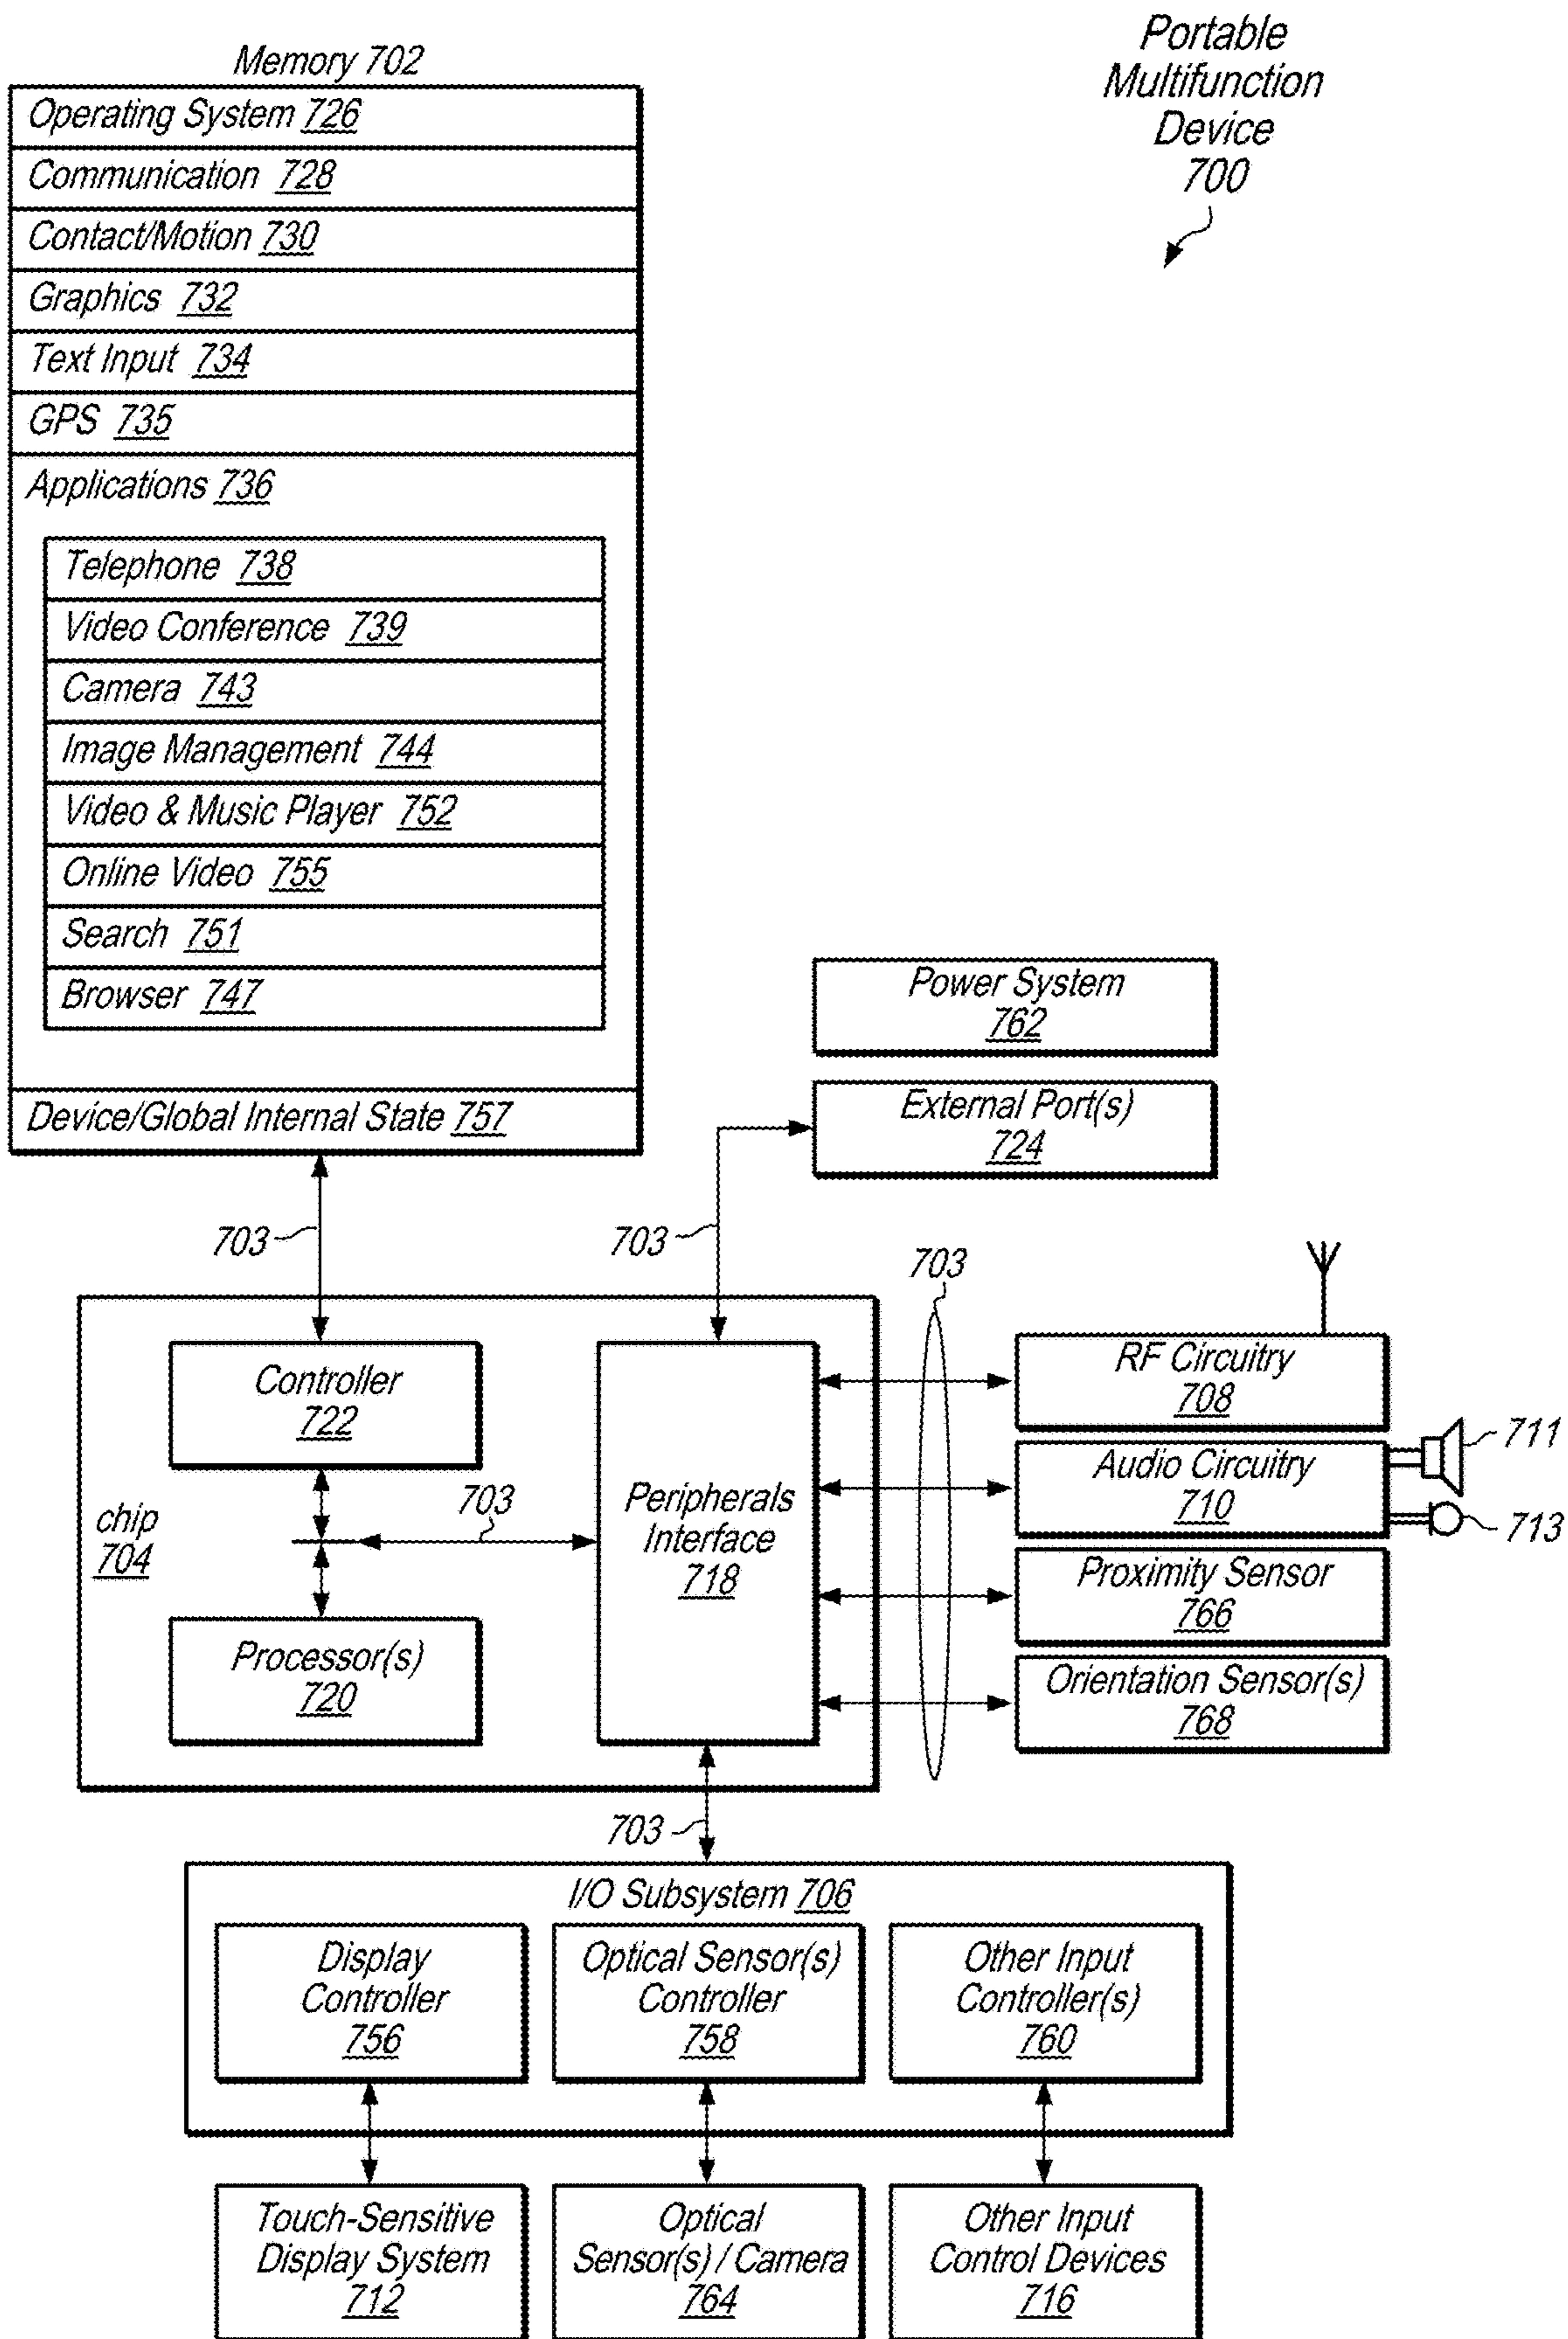 Portable
Multifunction
Device
700
Memory 702
Operating System 726
Communication 728
Contact/Motion 730
Graphics 732
Text Input 734
GPS 735
Applications 736
Telephone 738
Video Conference 739
Camera 743
Image Management 744
Video & Music Player 752
Online Video 755
Search 751
Browser 747
Device/Global Internal State 757
Power System
762
External Port(s)
724
703
703
703
chip
704
Controller
722
703
Processor(s)
720
Peripherals
Interface
718
RF Circuitry
708
Audio Circuitry
710
711
713
Proximity Sensor
766
Orientation Sensor(s)
768
703
I/O Subsystem 706
Display
Controller
756
Optical Sensor(s)
Controller
758
Other Input
Controller(s)
760
Touch-Sensitive
Display System
712
Optical
Sensor(s) / Camera
764
Other Input
Control Devices
716